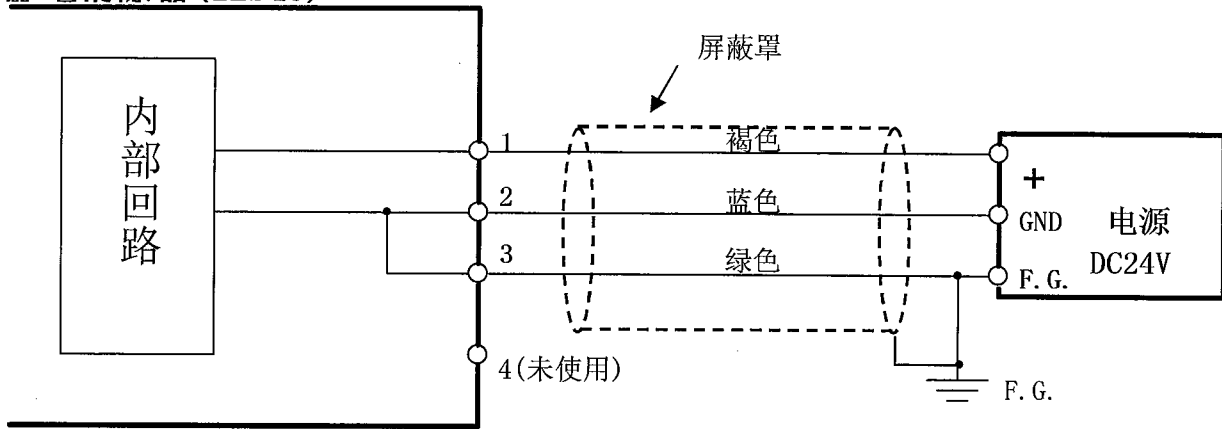 屏蔽罩
内部回路
1
褐色
2
蓝色
3
绿色
4(未使用)
+
GND
F.G.
电源
DC24V
F.G.